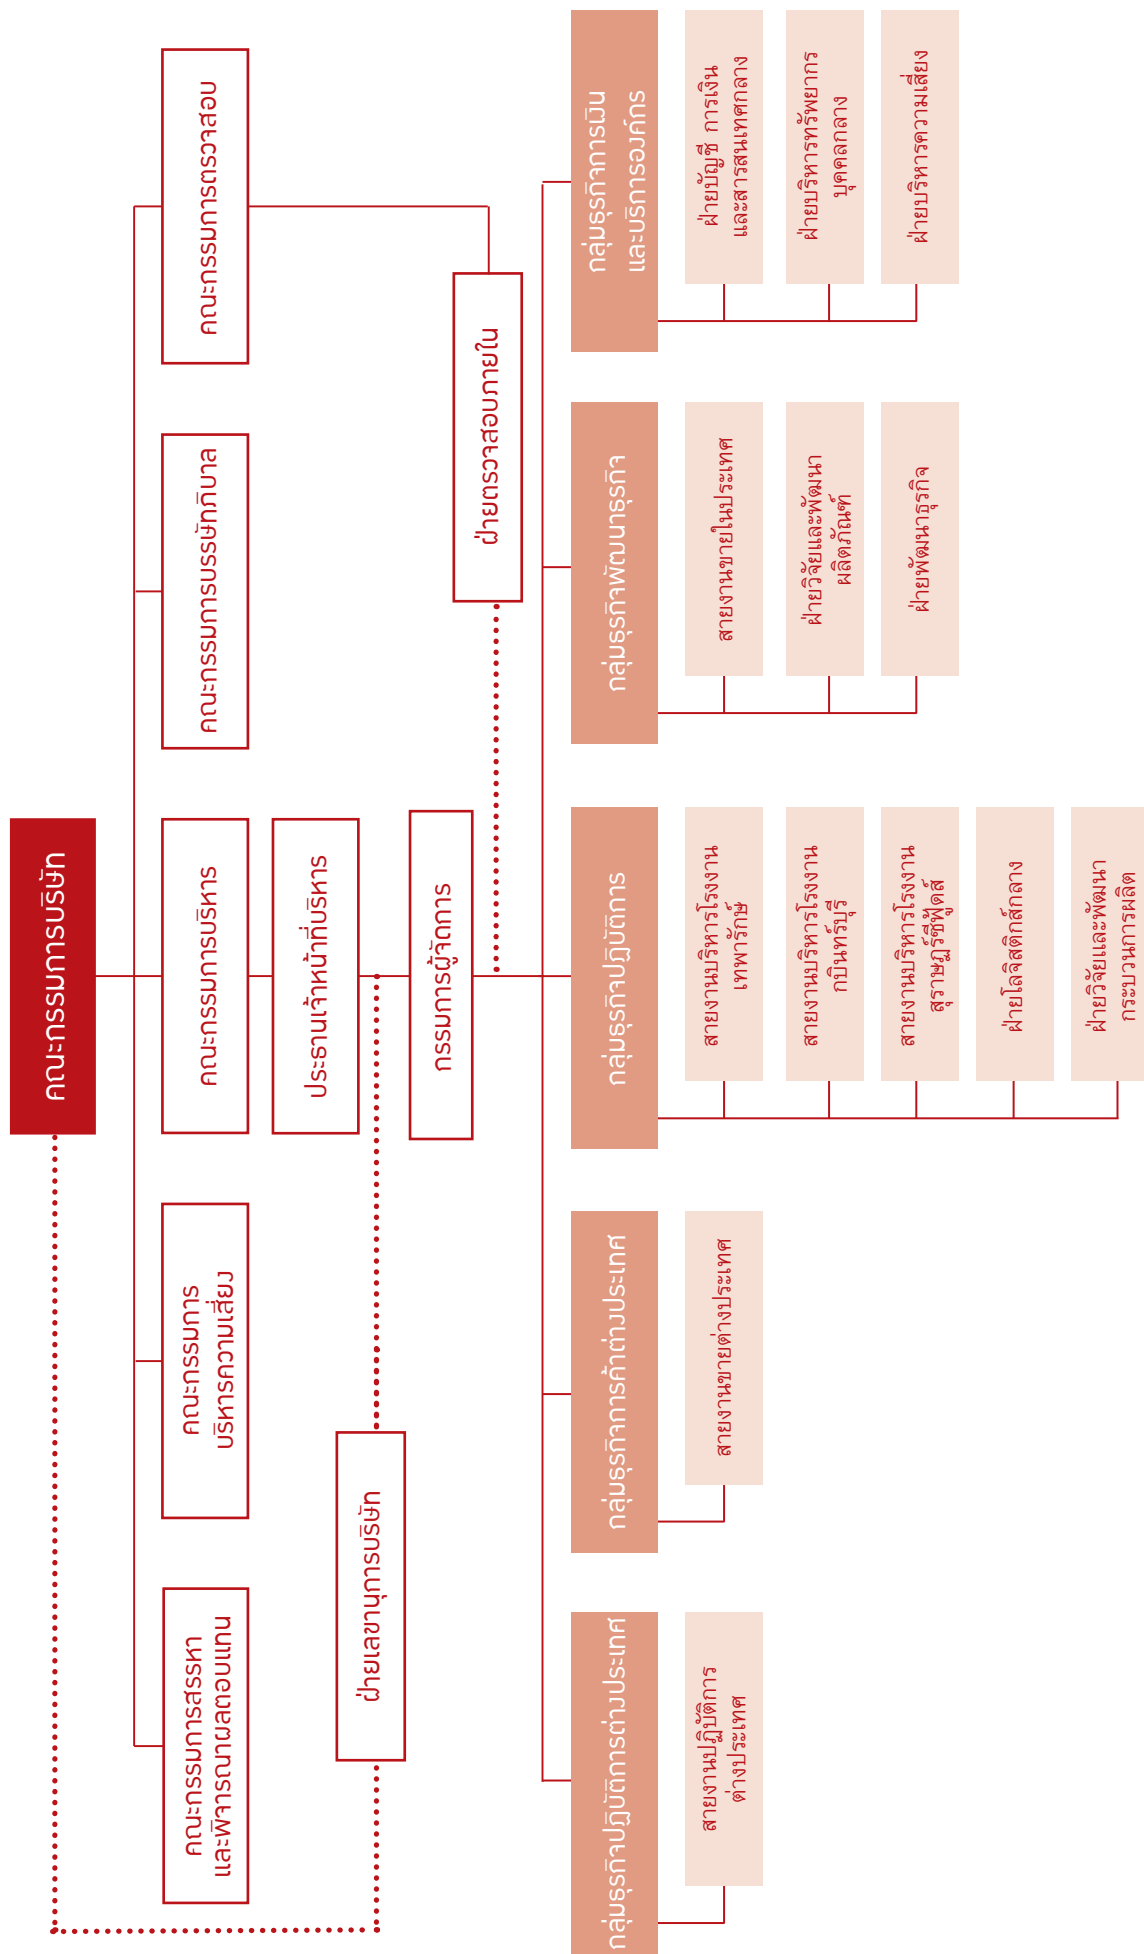 คณะกรรมการบริษัท
คณะกรรมการสรรหา
และพิจารณาผลตอบแทน
คณะกรรมการ
บริหารความเสี่ยง
คณะกรรมการบริหาร
คณะกรรมการบรรษัทภิบาล
คณะกรรมการตรวจสอบ
ประธานเจ้าหน้าที่บริหาร
ฝ่ายเลขานุการบริษัท
กรรมการผู้จัดการ
ฝ่ายตรวจสอบภายใน
กลุ่มธุรกิจปฏิบัติการต่างประเทศ
สายงานปฏิบัติการ
ต่างประเทศ
กลุ่มธุรกิจการค้าต่างประเทศ
สายงานขายต่างประเทศ
กลุ่มธุรกิจปฏิบัติการ
สายงานบริหารโรงงาน
เทพารักษ์
สายงานบริหารโรงงาน
กบินทร์บุรี
สายงานบริหารโรงงาน
สุราษฎร์ซีฟู้ดส์
ฝ่ายโลจิสติกส์กลาง
ฝ่ายวิจัยและพัฒนา
กระบวนการผลิต
กลุ่มธุรกิจพัฒนาธุรกิจ
สายงานขายในประเทศ
ฝ่ายวิจัยและพัฒนา
ผลิตภัณฑ์
ฝ่ายพัฒนาธุรกิจ
กลุ่มธุรกิจการเงิน
และบริการองค์กร
ฝ่ายบัญชี การเงิน
และสารสนเทศกลาง
ฝ่ายบริหารทรัพยากร
บุคคลกลาง
ฝ่ายบริหารความเสี่ยง